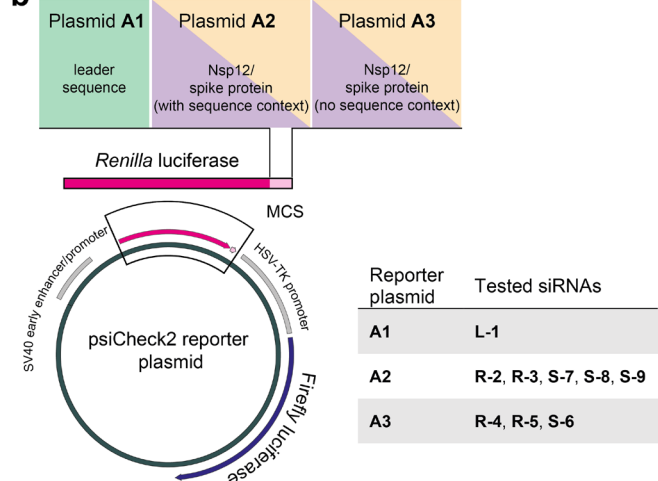 b
Plasmid A1
Plasmid A2
Plasmid A3
leader
sequence
Nsp12/
spike protein
(with sequence context)
Nsp12/
spike protein
(no sequence context)
Renilla luciferase
MCS
SV40 early enhancer/promoter
HSV-TK promoter
psiCheck2 reporter
plasmid
Firefly luciferase
Reporter
plasmid
Tested siRNAs
A1
L-1
A2
R-2, R-3, S-7, S-8, S-9
A3
R-4, R-5, S-6